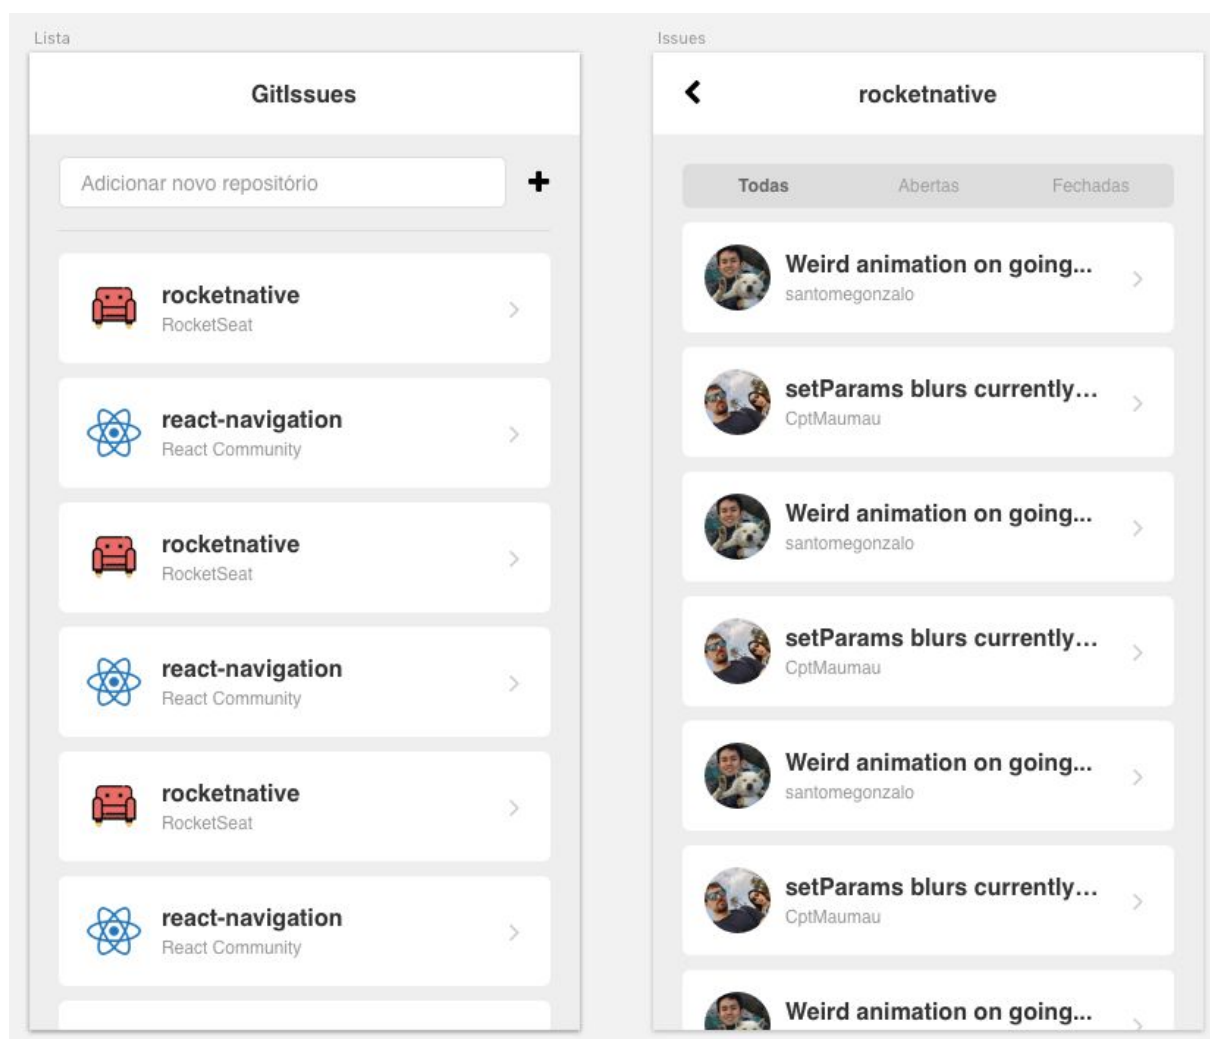 Lista
GitIssues
Adicionar novo repositório
rocketnative
RocketSeat
react-navigation
React Community
rocketnative
RocketSeat
react-navigation
React Community
rocketnative
RocketSeat
react-navigation
React Community
Issues
rocketnative
Todas Abertas Fechadas
Weird animation on going...
santomegonzalo
setParams blurs currently...
CptMaumau
Weird animation on going...
santomegonzalo
setParams blurs currently...
CptMaumau
Weird animation on going...
santomegonzalo
setParams blurs currently...
CptMaumau
Weird animation on going...